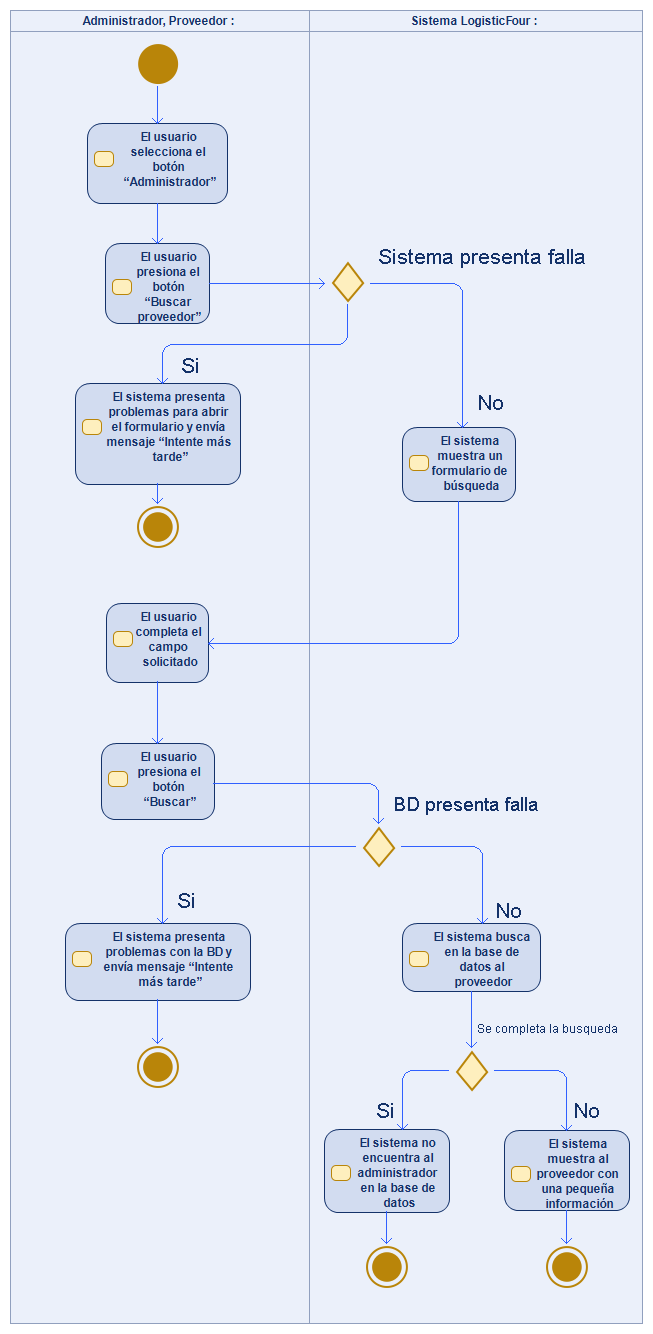 Administrador, Proveedor :
Sistema LogisticFour :
El usuario
selecciona el
botón
“Administrador”
El usuario
presiona el
botón
“Buscar
proveedor”
Sistema presenta falla
Si
El sistema presenta
problemas para abrir
el formulario y envía
mensaje “Intente más
tarde”
No
El sistema
muestra un
formulario de
búsqueda
El usuario
completa el
campo
solicitado
El usuario
presiona el
botón
“Buscar”
BD presenta falla
Si
El sistema presenta
problemas con la BD y
envía mensaje “Intente
más tarde”
No
El sistema busca
en la base de
datos al
proveedor
Se completa la busqueda
Si
El sistema no
encuentra al
administrador
en la base de
datos
No
El sistema
muestra al
proveedor con
una pequeña
información